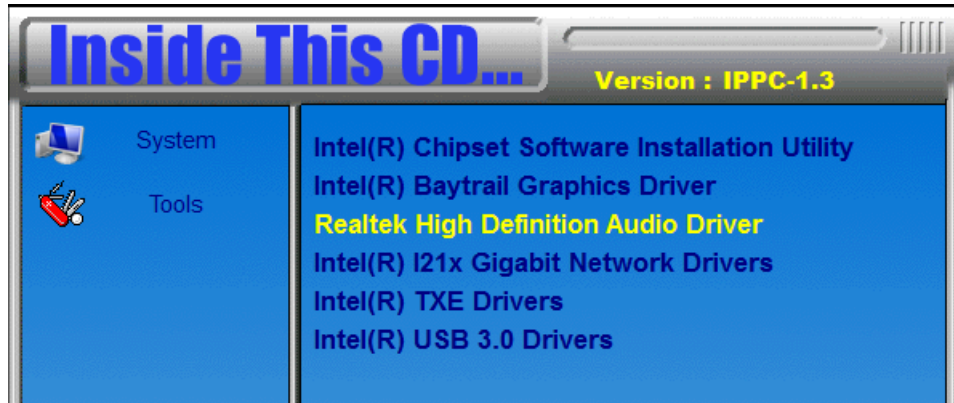 Inside This CD...
Version : IPPC-1.3
System
Tools
Intel(R) Chipset Software Installation Utility
Intel(R) Baytrail Graphics Driver
Realtek High Definition Audio Driver
Intel(R) I21x Gigabit Network Drivers
Intel(R) TXE Drivers
Intel(R) USB 3.0 Drivers